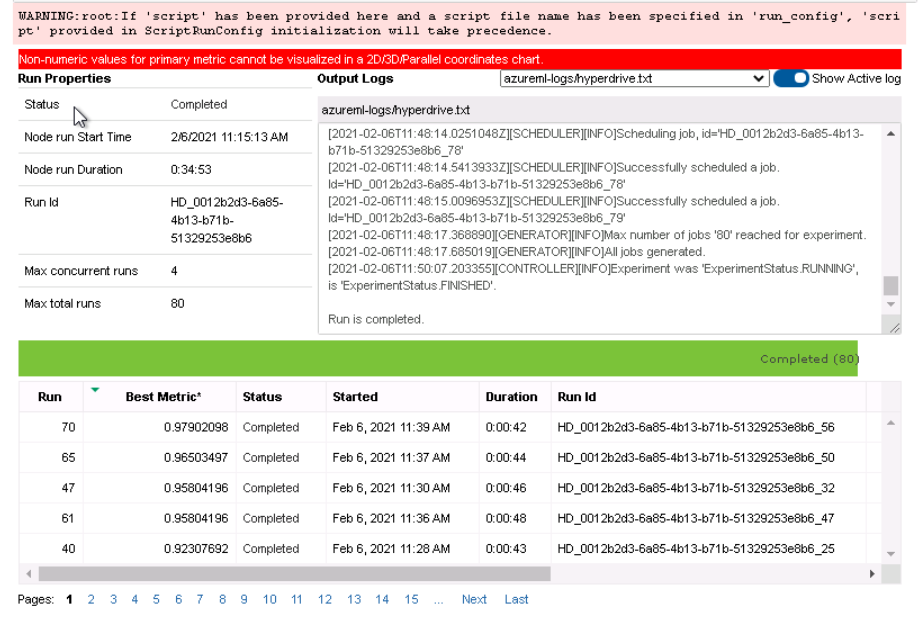 WARNING:root:If 'script' has been provided here and a script file name has been specified in 'run_config', 'scri
pt' provided in ScriptRunConfig initialization will take precedence.
Non-numeric values for primary metric cannot be visualized in a 2D/3D/Parallel coordinates chart.
Run Properties
Status Completed
Node run Start Time 2/6/2021 11:15:13 AM
Node run Duration 0:34:53
Run Id HD_0012b2d3-6a85-
4b13-b71b-
51329253e8b6
Max concurrent runs 4
Max total runs 80
Output Logs azureml-logs/hyperdrive.txt Show Active log
azureml-logs/hyperdrive.txt
[2021-02-06T11:48:14.0251048Z][SCHEDULER][INFO]Scheduling job, id='HD_0012b2d3-6a85-4b13-
b71b-51329253e8b6_78'
[2021-02-06T11:48:14.5413933Z][SCHEDULER][INFO]Successfully scheduled a job.
Id='HD_0012b2d3-6a85-4b13-b71b-51329253e8b6_78'
[2021-02-06T11:48:15.0096953Z][SCHEDULER][INFO]Successfully scheduled a job.
Id='HD_0012b2d3-6a85-4b13-b71b-51329253e8b6_79'
[2021-02-06T11:48:17.368890][GENERATOR][INFO]Max number of jobs '80' reached for experiment.
[2021-02-06T11:48:17.685019][GENERATOR][INFO]All jobs generated.
[2021-02-06T11:50:07.203355][CONTROLLER][INFO]Experiment was 'ExperimentStatus.RUNNING',
is 'ExperimentStatus.FINISHED'.
Run is completed.
Completed (80)
Run Best Metric* Status Started Duration Run Id
70 0.97902098 Completed Feb 6, 2021 11:39 AM 0:00:42 HD_0012b2d3-6a85-4b13-b71b-51329253e8b6_56
65 0.96503497 Completed Feb 6, 2021 11:37 AM 0:00:44 HD_0012b2d3-6a85-4b13-b71b-51329253e8b6_50
47 0.95804196 Completed Feb 6, 2021 11:30 AM 0:00:46 HD_0012b2d3-6a85-4b13-b71b-51329253e8b6_32
61 0.95804196 Completed Feb 6, 2021 11:36 AM 0:00:48 HD_0012b2d3-6a85-4b13-b71b-51329253e8b6_47
40 0.92307692 Completed Feb 6, 2021 11:28 AM 0:00:43 HD_0012b2d3-6a85-4b13-b71b-51329253e8b6_25
Pages: 1 2 3 4 5 6 7 8 9 10 11 12 13 14 15 ... Next Last